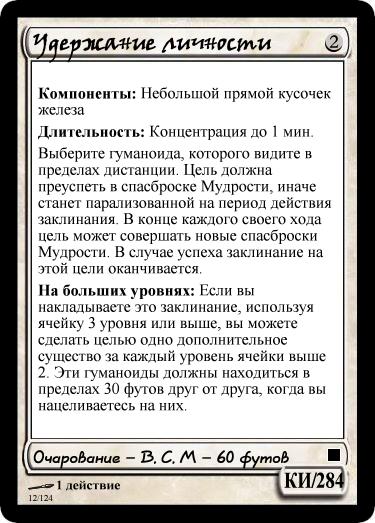 Удержание личности 2
Компоненты: Небольшой прямой кусочек
железа
Длительность: Концентрация до 1 мин.
Выберите гуманоида, которого видите в
пределах дистанции. Цель должна
преуспеть в спасброске Мудрости, иначе
станет парализованной на период действия
заклинания. В конце каждого своего хода
цель может совершать новые спасброски
Мудрости. В случае успеха заклинание на
этой цели оканчивается.
На больших уровнях: Если вы
накладываете это заклинание, используя
ячейку 3 уровня или выше, вы можете
сделать целью одно дополнительное
существо за каждый уровень ячейки выше
2. Эти гуманоиды должны находиться в
пределах 30 футов друг от друга, когда вы
нацеливаетесь на них.
Очарование – В, С, М – 60 футов
КИ/284
1 действие
12/124